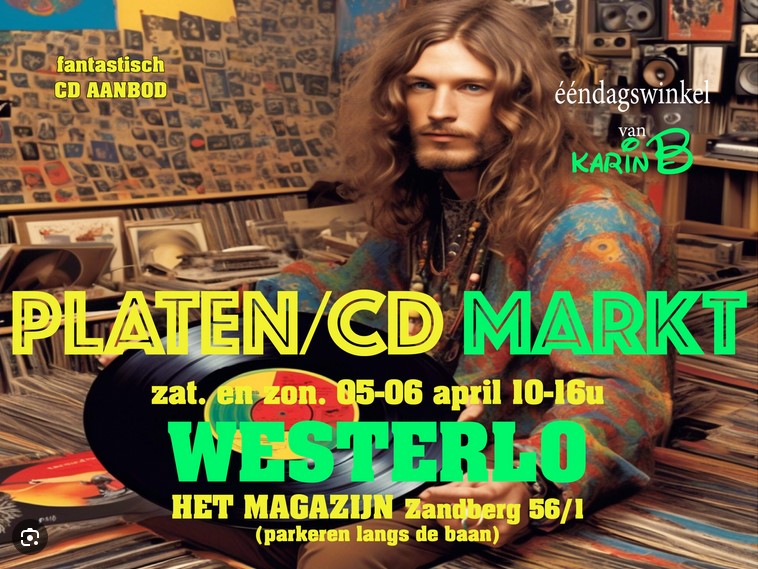 fantastisch
CD AANBOD
ééndagswinkel
van
KARIN B
PLATEN/CD MARKT
zat. en zon. 05-06 april 10-16u
WESTERLO
HET MAGAZIJN Zandberg 56/1
(parkeren langs de baan)